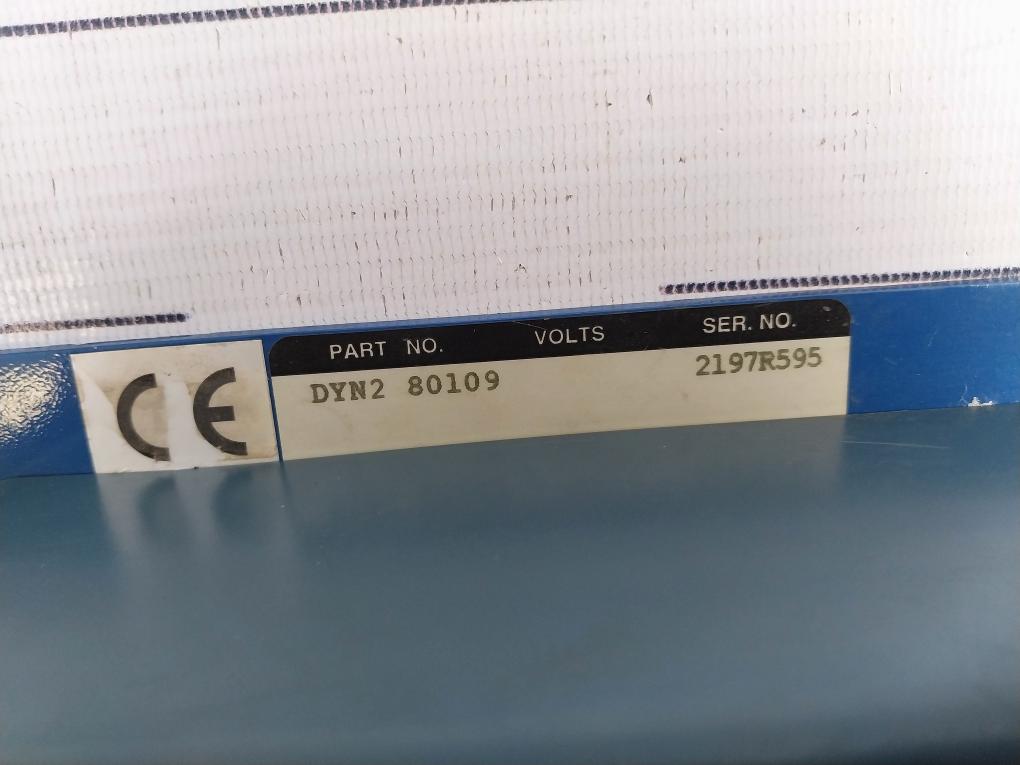 CE
PART NO. VOLTS SER. NO.
DYN2 80109 2197R595